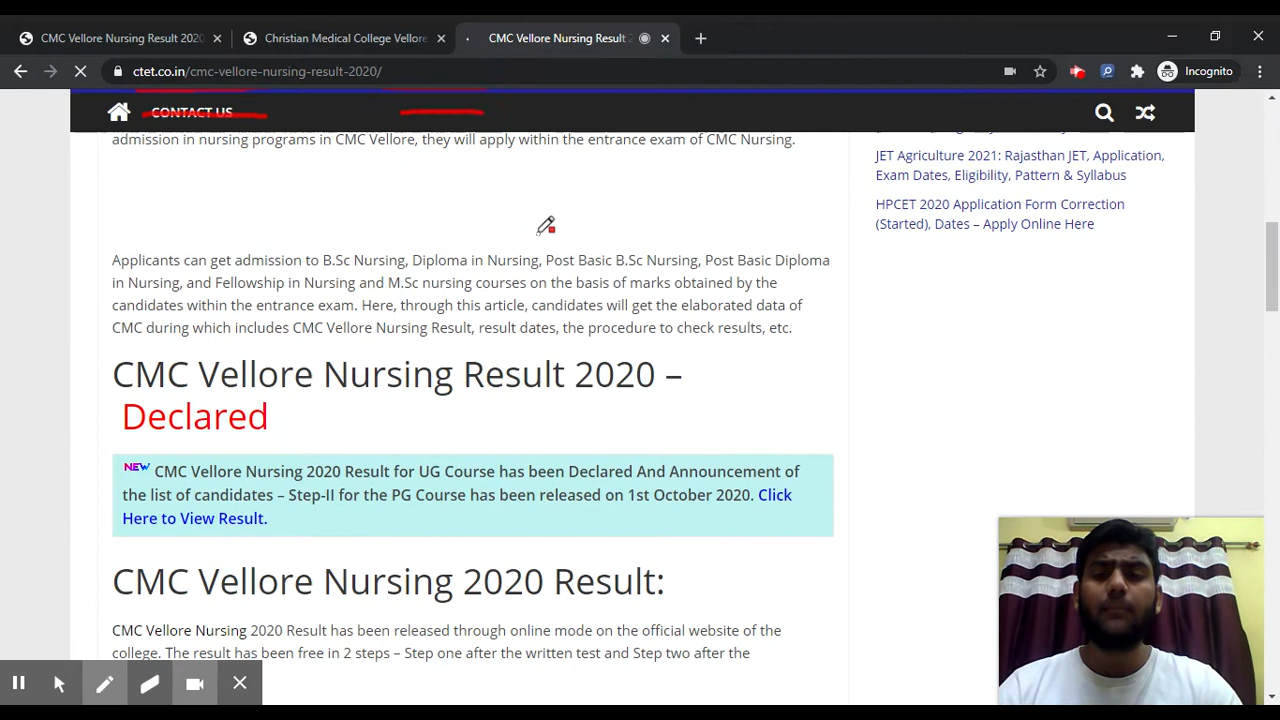 CMC Vellore Nursing Result 2020
Christian Medical College Vellore
CMC Vellore Nursing Result
ctet.co.in/cmc-vellore-nursing-result-2020/
Incognito
CONTACT US
admission in nursing programs in CMC Vellore, they will apply within the entrance exam of CMC Nursing.
Applicants can get admission to B.Sc Nursing, Diploma in Nursing, Post Basic B.Sc Nursing, Post Basic Diploma
in Nursing, and Fellowship in Nursing and M.Sc nursing courses on the basis of marks obtained by the
candidates within the entrance exam. Here, through this article, candidates will get the elaborated data of
CMC during which includes CMC Vellore Nursing Result, result dates, the procedure to check results, etc.
CMC Vellore Nursing Result 2020 –
Declared
NEW CMC Vellore Nursing 2020 Result for UG Course has been Declared And Announcement of
the list of candidates – Step-II for the PG Course has been released on 1st October 2020. Click
Here to View Result.
CMC Vellore Nursing 2020 Result:
CMC Vellore Nursing 2020 Result has been released through online mode on the official website of the
college. The result has been free in 2 steps – Step one after the written test and Step two after the
JET Agriculture 2021: Rajasthan JET, Application,
Exam Dates, Eligibility, Pattern & Syllabus
HPCET 2020 Application Form Correction
(Started), Dates – Apply Online Here